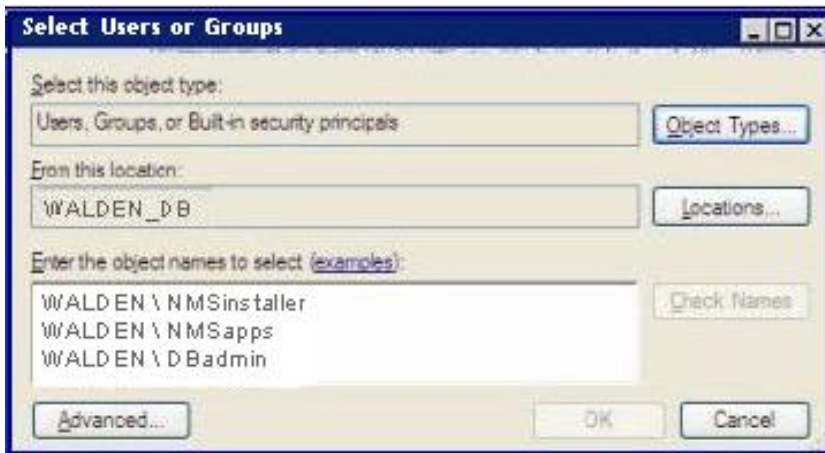 Select Users or Groups
Select this object type:
Users, Groups, or Built-in security principals
Object Types...
From this location:
WALDEN_DB
Locations...
Enter the object names to select (examples):
WALDEN\NMSinstaller
WALDEN\NMSapps
WALDEN\DBadmin
Check Names
Advanced...
OK
Cancel